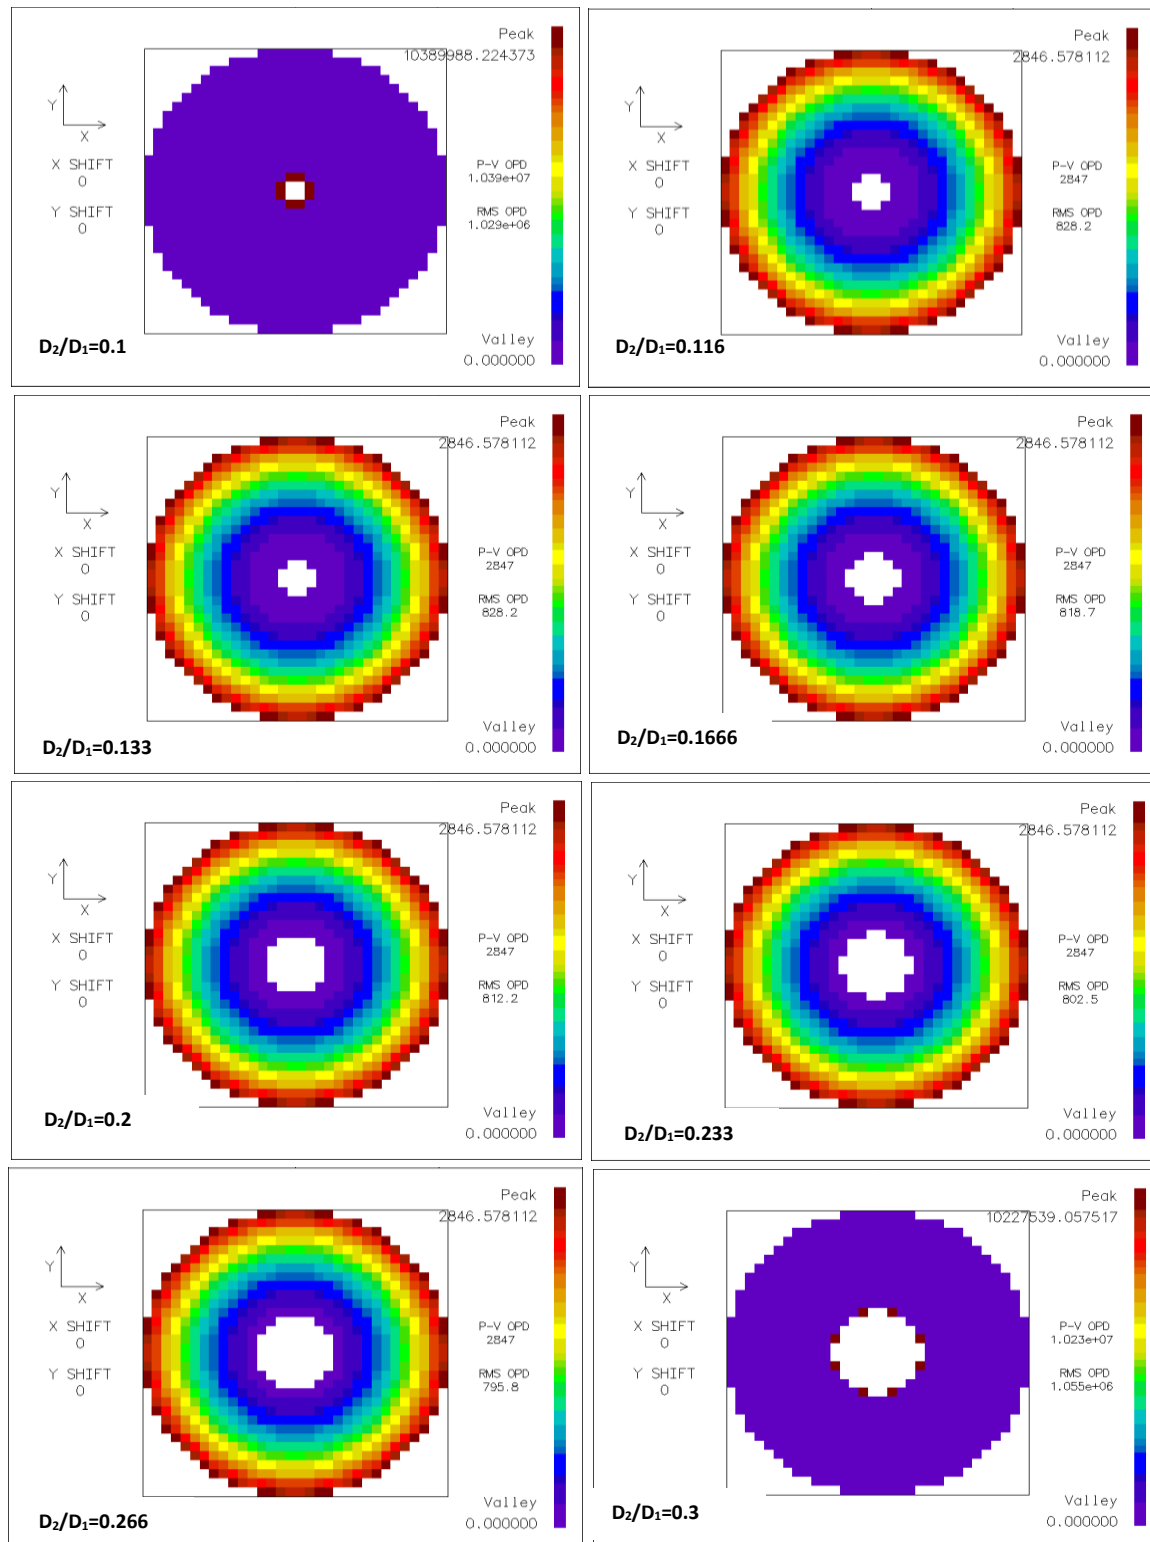 Peak
10389988.224373
Y
X
X SHIFT
0
Y SHIFT
0
P-V OPD
1.039e+07
RMS OPD
1.029e+06
Valley
0.000000
D₂/D₁=0.1
Peak
2846.578112
Y
X
X SHIFT
0
Y SHIFT
0
P-V OPD
2847
RMS OPD
828.2
Valley
0.000000
D₂/D₁=0.116
Peak
2846.578112
Y
X
X SHIFT
0
Y SHIFT
0
P-V OPD
2847
RMS OPD
828.2
Valley
0.000000
D₂/D₁=0.133
Peak
2846.578112
Y
X
X SHIFT
0
Y SHIFT
0
P-V OPD
2847
RMS OPD
818.7
Valley
0.000000
D₂/D₁=0.1666
Peak
2846.578112
Y
X
X SHIFT
0
Y SHIFT
0
P-V OPD
2847
RMS OPD
812.2
Valley
0.000000
D₂/D₁=0.2
Peak
2846.578112
Y
X
X SHIFT
0
Y SHIFT
0
P-V OPD
2847
RMS OPD
802.5
Valley
0.000000
D₂/D₁=0.233
Peak
2846.578112
Y
X
X SHIFT
0
Y SHIFT
0
P-V OPD
2847
RMS OPD
795.8
Valley
0.000000
D₂/D₁=0.266
Peak
10227539.057517
Y
X
X SHIFT
0
Y SHIFT
0
P-V OPD
1.023e+07
RMS OPD
1.055e+06
Valley
0.000000
D₂/D₁=0.3